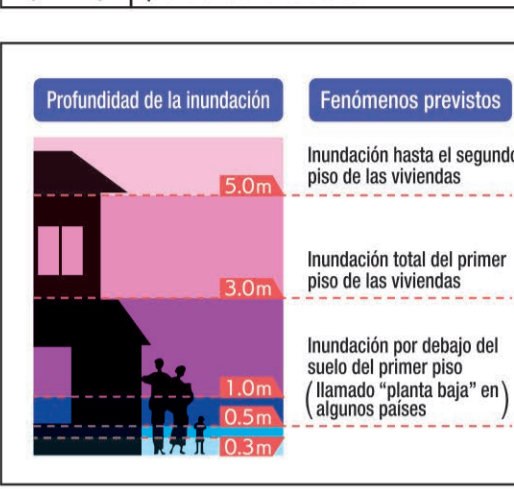 Profundidad de la inundación
Fenómenos previstos
Inundación hasta el segundo
piso de las viviendas
5.0m
Inundación total del primer
piso de las viviendas
3.0m
Inundación por debajo del
suelo del primer piso
(llamado "planta baja" en
algunos países)
1.0m
0.5m
0.3m